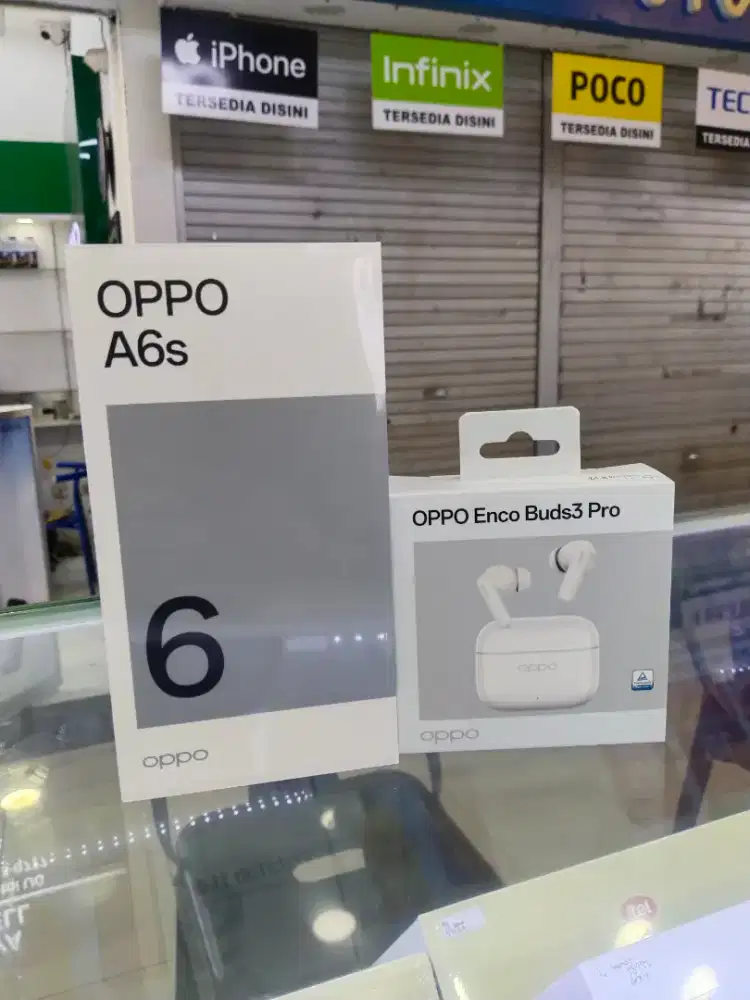 iPhone
TERSEDIA DISINI
Infinix
TERSEDIA DISINI
POCO
TERSEDIA DISINI
TEC
TERSEDIA
OPPO
A6s
6
oppo
OPPO Enco Buds3 Pro
oppo
oppo